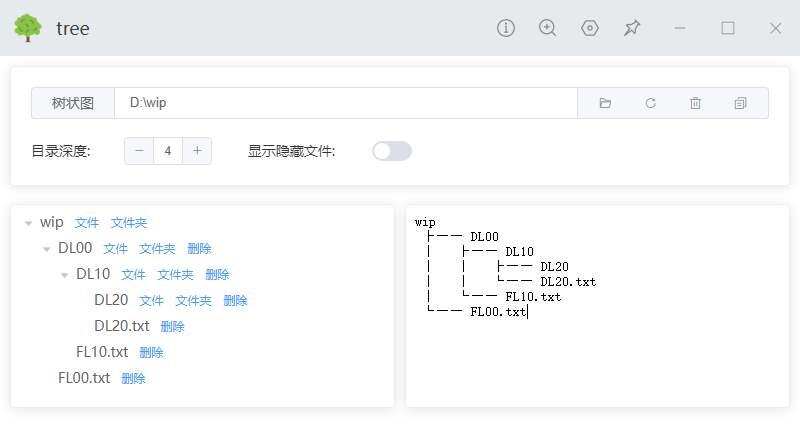 tree
树状图 D:\wip
目录深度: − 4 + 显示隐藏文件:
wip 文件 文件夹
DL00 文件 文件夹 删除
DL10 文件 文件夹 删除
DL20 文件 文件夹 删除
DL20.txt 删除
FL10.txt 删除
FL00.txt 删除
wip
├── DL00
│   ├── DL10
│   │   ├── DL20
│   │   └── DL20.txt
│   └── FL10.txt
└── FL00.txt